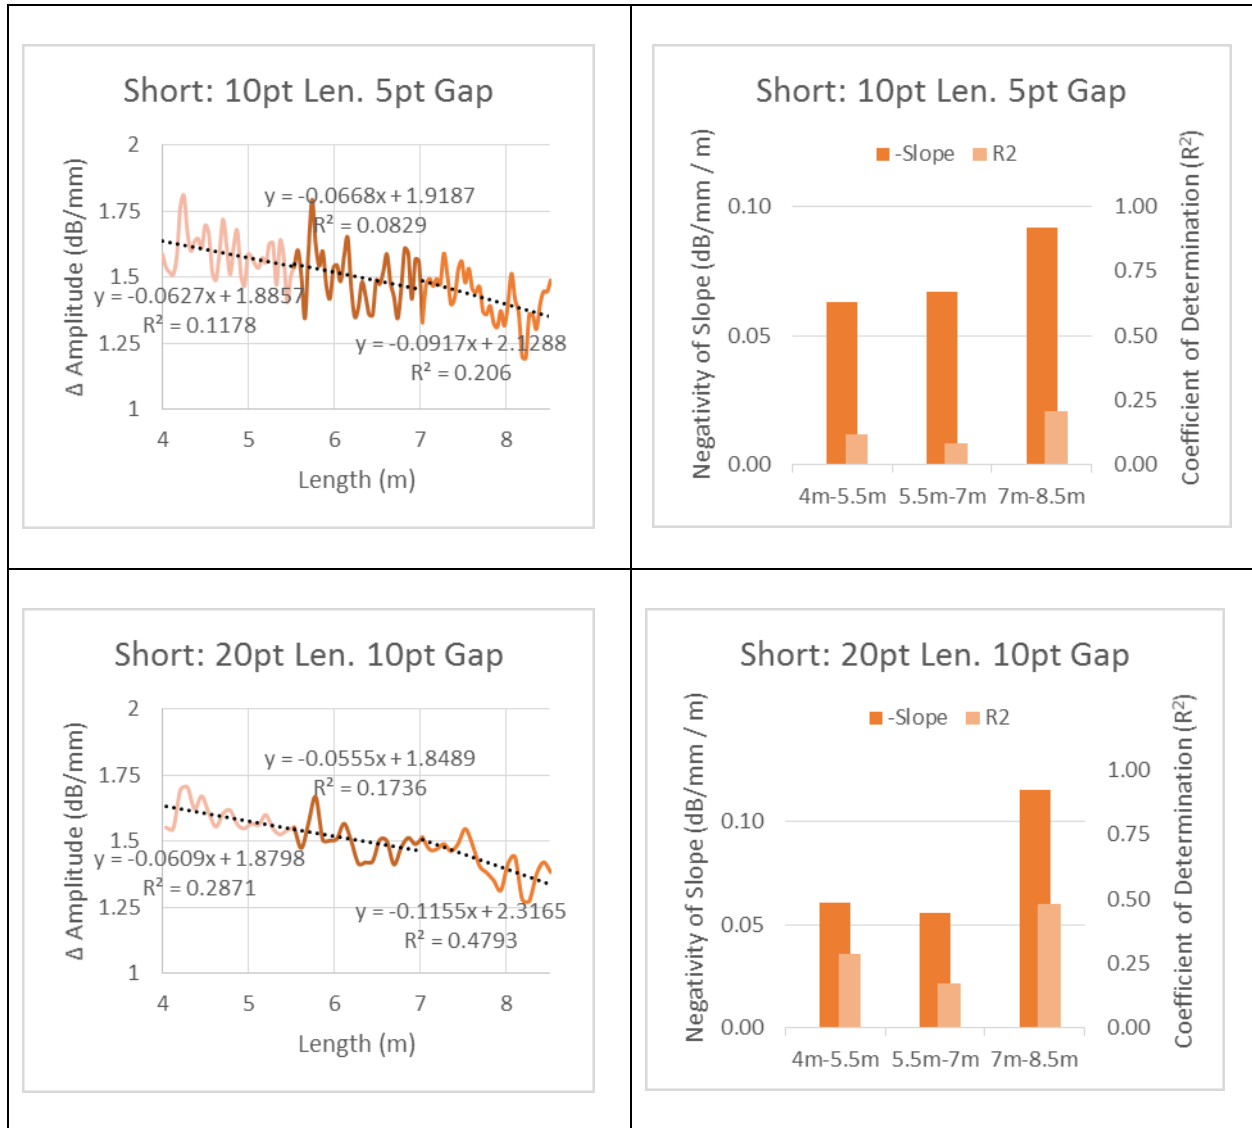 Short: 10pt Len. 5pt Gap
Δ Amplitude (dB/mm)
2
1.75
1.5
1.25
1
y = -0.0668x + 1.9187
R² = 0.0829
y = -0.0627x + 1.8857
R² = 0.1178
y = -0.0917x + 2.1288
R² = 0.206
4 5 6 7 8
Length (m)
Short: 10pt Len. 5pt Gap
-Slope R2
Negativity of Slope (dB/mm / m)
0.10
0.05
0.00
1.00
0.75
0.50
0.25
0.00
Coefficient of Determination (R²)
4m-5.5m 5.5m-7m 7m-8.5m
Short: 20pt Len. 10pt Gap
Δ Amplitude (dB/mm)
2
1.75
1.5
1.25
1
y = -0.0555x + 1.8489
R² = 0.1736
y = -0.0609x + 1.8798
R² = 0.2871
y = -0.1155x + 2.3165
R² = 0.4793
4 5 6 7 8
Length (m)
Short: 20pt Len. 10pt Gap
-Slope R2
Negativity of Slope (dB/mm / m)
0.10
0.05
0.00
1.00
0.75
0.50
0.25
0.00
Coefficient of Determination (R²)
4m-5.5m 5.5m-7m 7m-8.5m